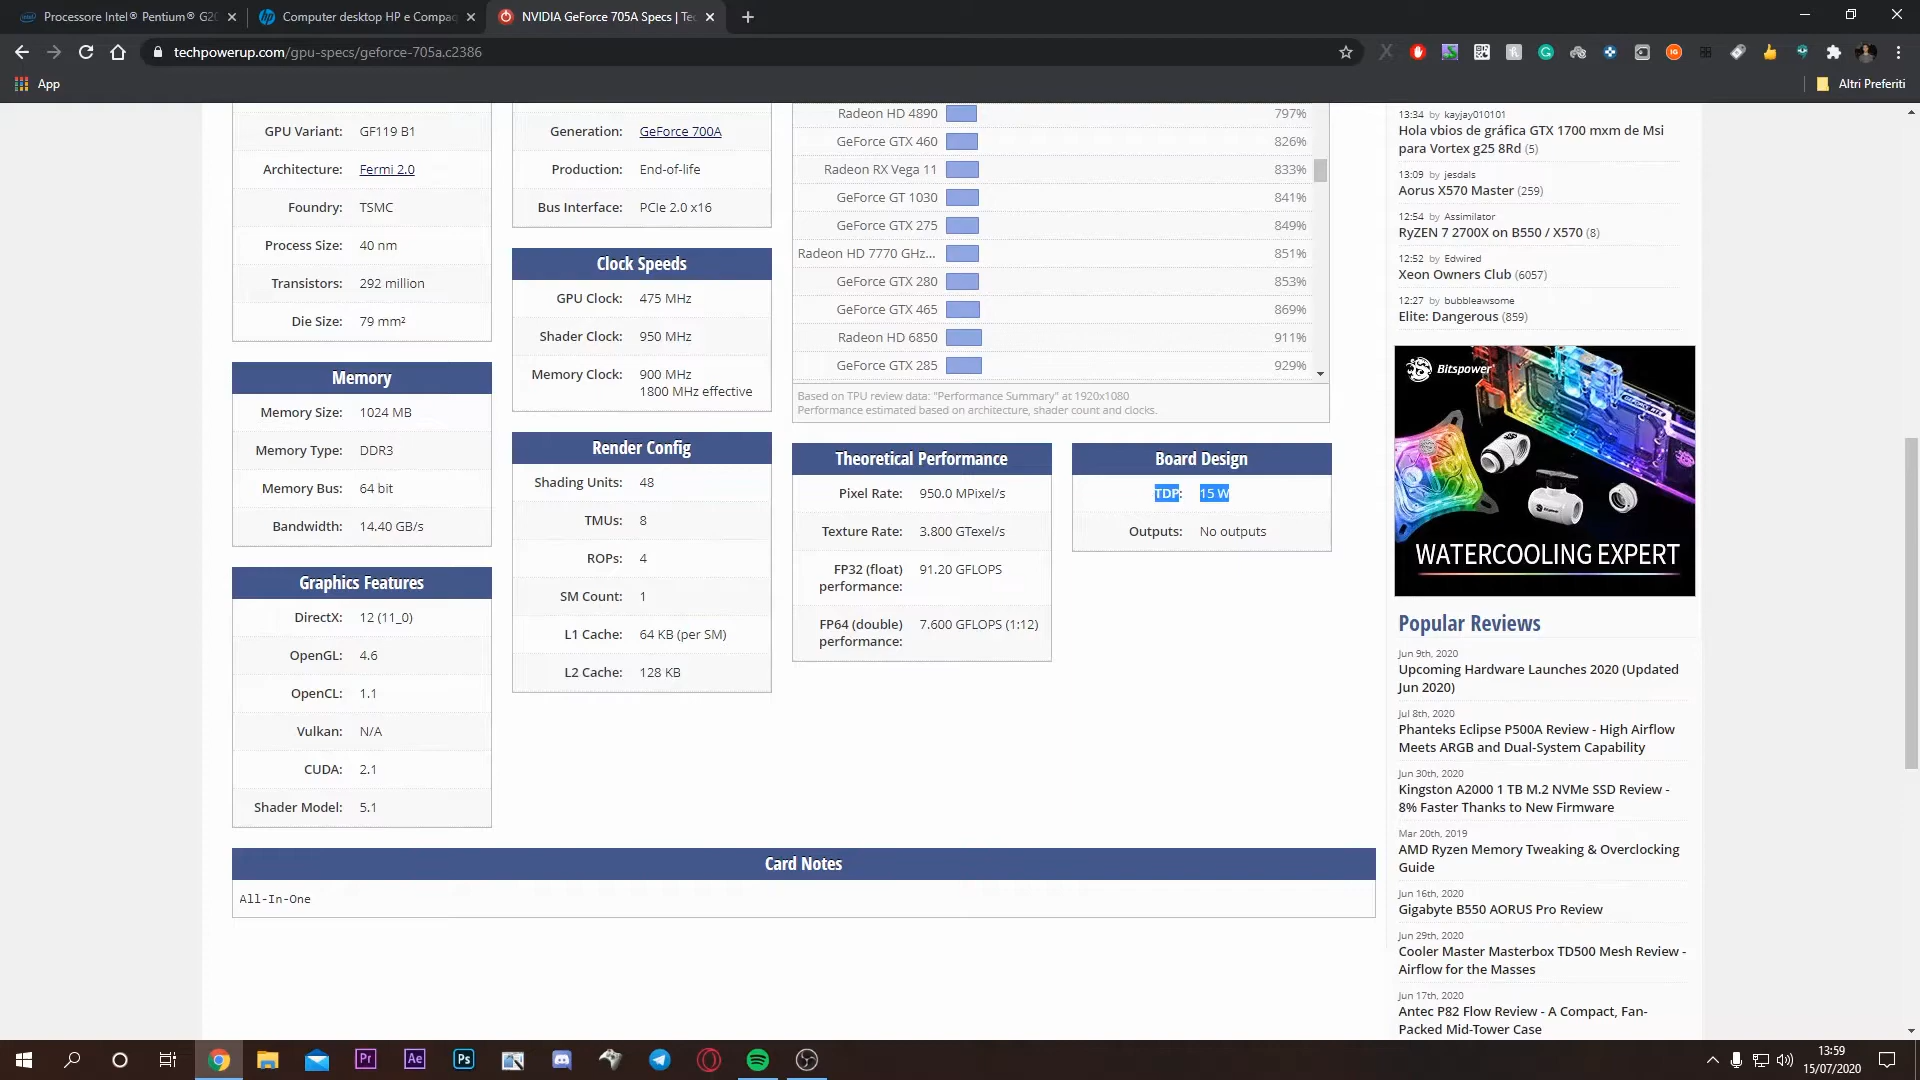 Processore Intel® Pentium® G20
Computer desktop HP e Compaq
NVIDIA GeForce 705A Specs | Tec
techpowerup.com/gpu-specs/geforce-705a.c2386
App
Altri Preferiti
GPU Variant: GF119 B1
Architecture: Fermi 2.0
Foundry: TSMC
Process Size: 40 nm
Transistors: 292 million
Die Size: 79 mm²
Memory
Memory Size: 1024 MB
Memory Type: DDR3
Memory Bus: 64 bit
Bandwidth: 14.40 GB/s
Graphics Features
DirectX: 12 (11_0)
OpenGL: 4.6
OpenCL: 1.1
Vulkan: N/A
CUDA: 2.1
Shader Model: 5.1
Generation: GeForce 700A
Production: End-of-life
Bus Interface: PCIe 2.0 x16
Clock Speeds
GPU Clock: 475 MHz
Shader Clock: 950 MHz
Memory Clock: 900 MHz
1800 MHz effective
Render Config
Shading Units: 48
TMUs: 8
ROPs: 4
SM Count: 1
L1 Cache: 64 KB (per SM)
L2 Cache: 128 KB
Radeon HD 4890 797%
GeForce GTX 460 826%
Radeon RX Vega 11 833%
GeForce GT 1030 841%
GeForce GTX 275 849%
Radeon HD 7770 GHz... 851%
GeForce GTX 280 853%
GeForce GTX 465 869%
Radeon HD 6850 911%
GeForce GTX 285 929%
Based on TPU review data: "Performance Summary" at 1920x1080
Performance estimated based on architecture, shader count and clocks.
Theoretical Performance
Pixel Rate: 950.0 MPixel/s
Texture Rate: 3.800 GTexel/s
FP32 (float) 91.20 GFLOPS
performance:
FP64 (double) 7.600 GFLOPS (1:12)
performance:
Board Design
TDP: 15 W
Outputs: No outputs
Card Notes
All-In-One
13:34 by kayjay010101
Hola vbios de gráfica GTX 1700 mxm de Msi
para Vortex g25 8Rd (5)
13:09 by jesdals
Aorus X570 Master (259)
12:54 by Assimilator
RyZEN 7 2700X on B550 / X570 (8)
12:52 by Edwired
Xeon Owners Club (6057)
12:27 by bubbleawsome
Elite: Dangerous (859)
Bitspower
WATERCOOLING EXPERT
Popular Reviews
Jun 9th, 2020
Upcoming Hardware Launches 2020 (Updated
Jun 2020)
Jul 8th, 2020
Phanteks Eclipse P500A Review - High Airflow
Meets ARGB and Dual-System Capability
Jun 30th, 2020
Kingston A2000 1 TB M.2 NVMe SSD Review -
8% Faster Thanks to New Firmware
Mar 20th, 2019
AMD Ryzen Memory Tweaking & Overclocking
Guide
Jun 16th, 2020
Gigabyte B550 AORUS Pro Review
Jun 29th, 2020
Cooler Master Masterbox TD500 Mesh Review -
Airflow for the Masses
Jun 17th, 2020
Antec P82 Flow Review - A Compact, Fan-
Packed Mid-Tower Case
Pr
Ae
Ps
13:59
15/07/2020